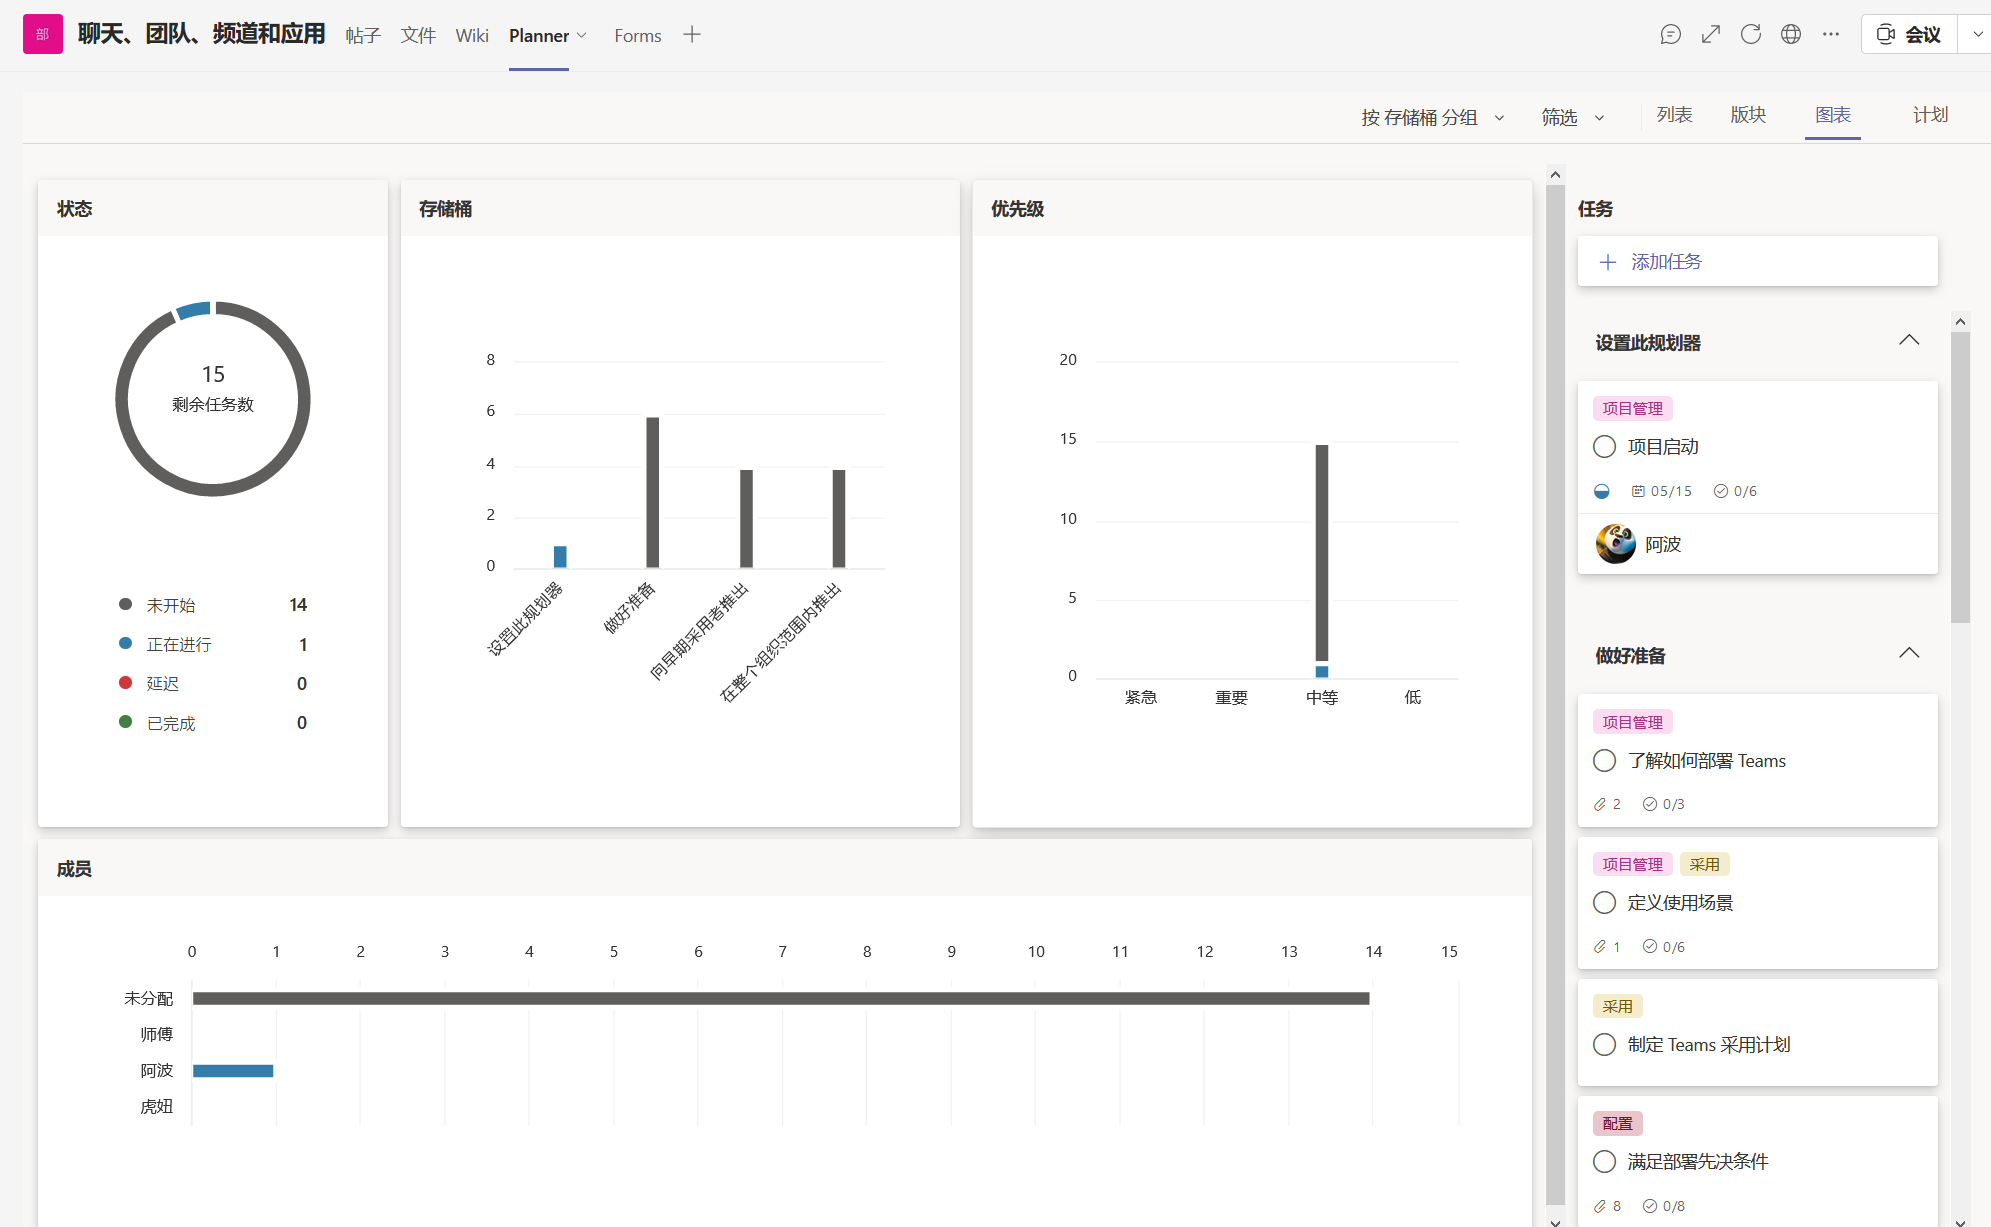 部
聊天、团队、频道和应用 帖子 文件 Wiki Planner Forms
会议
按 存储桶 分组 筛选 列表 版块 图表 计划
状态
15
剩余任务数
未开始 14
正在进行 1
延迟 0
已完成 0
存储桶
8
6
4
2
0
设置此规划器
做好准备
向早期采用者推出
在整个组织范围内推出
优先级
20
15
10
5
0
紧急 重要 中等 低
成员
0 1 2 3 4 5 6 7 8 9 10 11 12 13 14 15
未分配
师傅
阿波
虎妞
任务
添加任务
设置此规划器
项目管理
项目启动
05/15 0/6
阿波
做好准备
项目管理
了解如何部署 Teams
2 0/3
项目管理 采用
定义使用场景
1 0/6
采用
制定 Teams 采用计划
配置
满足部署先决条件
8 0/8